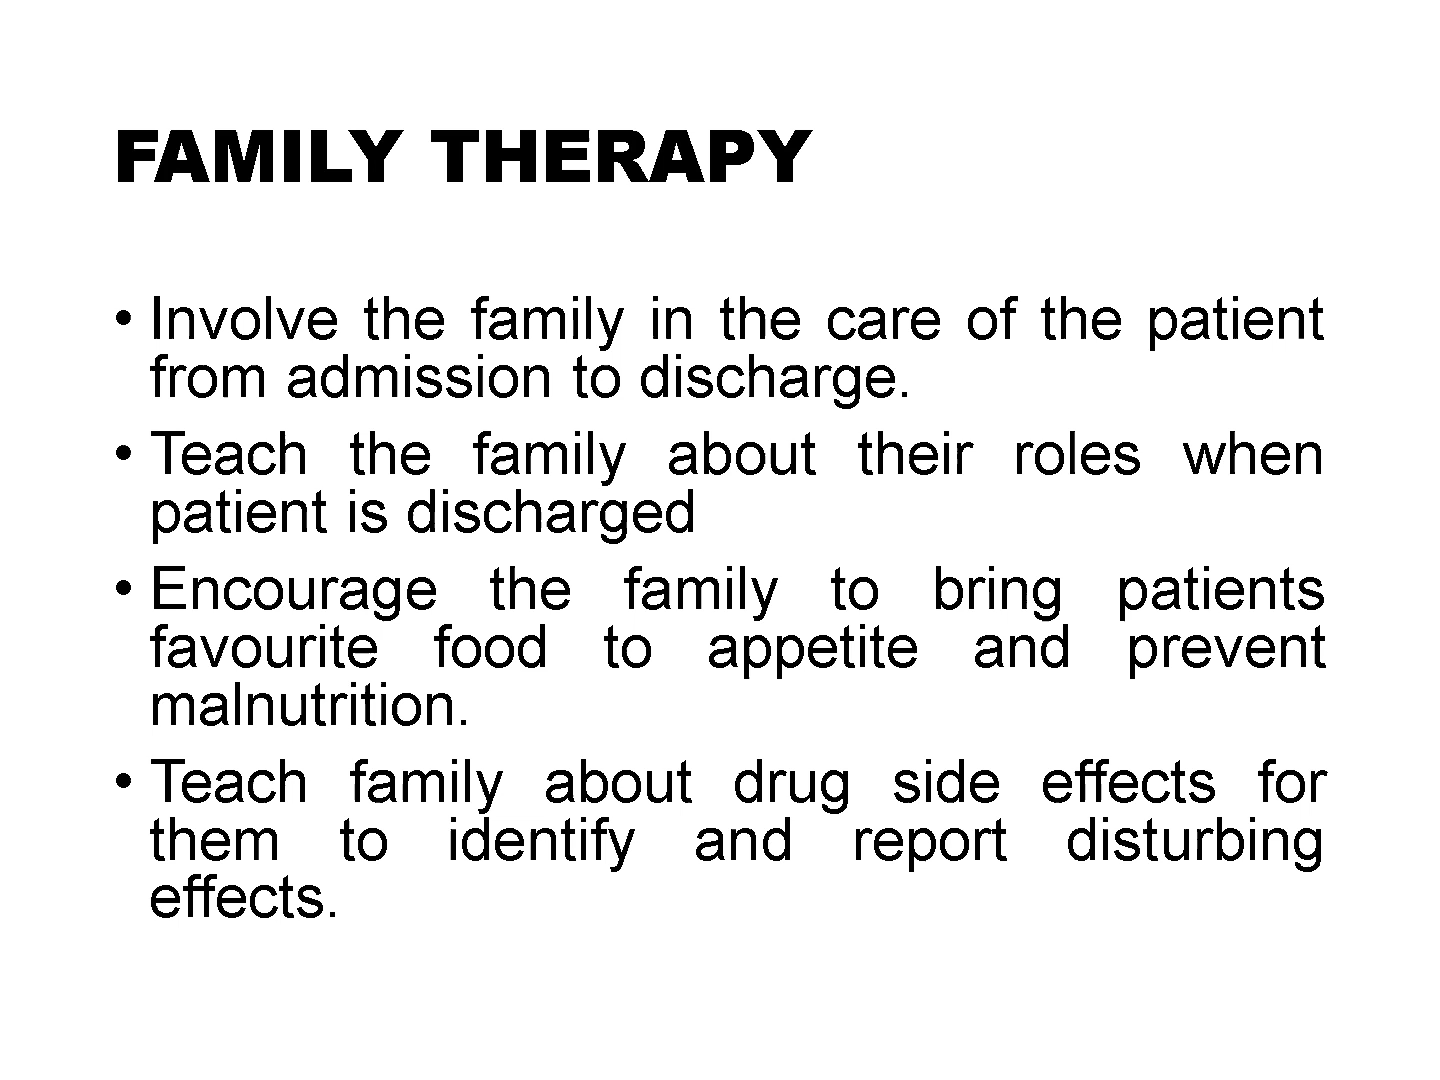 FAMILY THERAPY
• Involve the family in the care of the patient
from admission to discharge.
• Teach the family about their roles when
patient is discharged
• Encourage the family to bring patients
favourite food to appetite and prevent
malnutrition.
• Teach family about drug side effects for
them to identify and report disturbing
effects.